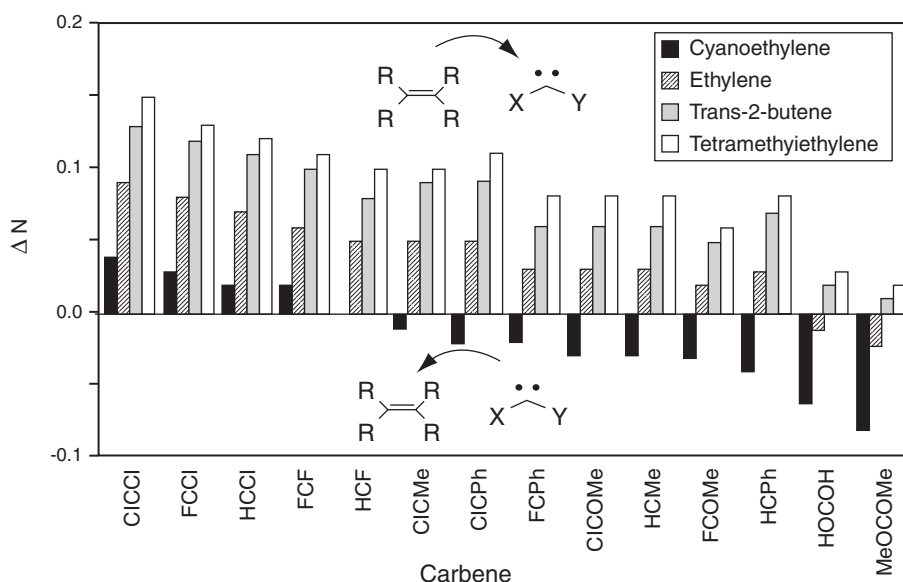 0.2
0.1
0.0
-0.1
Δ N
Cyanoethylene
Ethylene
Trans-2-butene
Tetramethyiethylene
R R
R R
X Y
R R
R R
X Y
ClCCl
FCCl
HCCl
FCF
HCF
ClCMe
ClCPh
FCPh
ClCOMe
HCMe
FCOMe
HCPh
HOCOH
MeOCOMe
Carbene